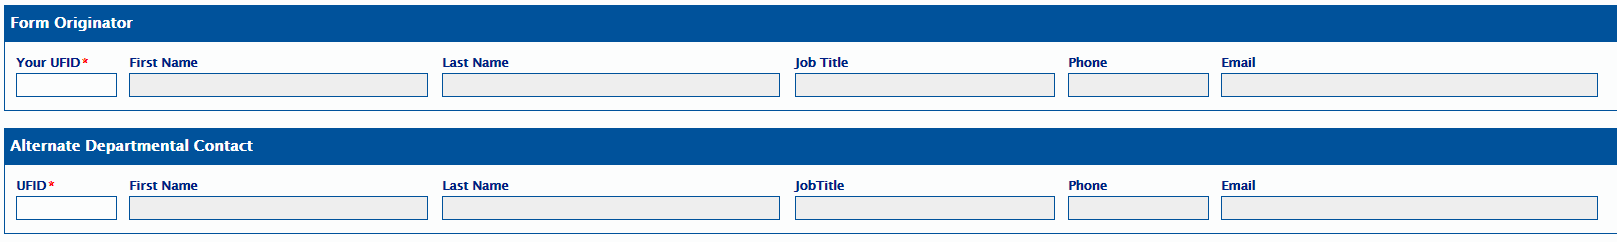 Form Originator
Your UFID* First Name Last Name Job Title Phone Email
Alternate Departmental Contact
UFID* First Name Last Name JobTitle Phone Email